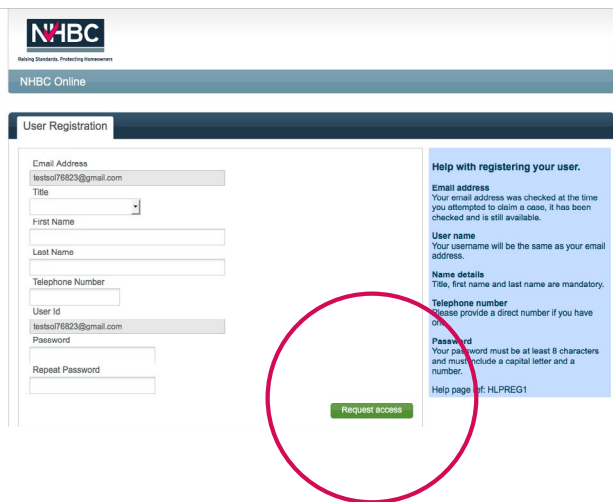 NHBC
Raising Standards. Protecting Homeowners
NHBC Online
User Registration
Email Address
testsol76823@gmail.com
Title
First Name
Last Name
Telephone Number
User Id
testsol76823@gmail.com
Password
Repeat Password
Request access
Help with registering your user.
Email address
Your email address was checked at the time
you attempted to claim a case, it has been
checked and is still available.
User name
Your username will be the same as your email
address.
Name details
Title, first name and last name are mandatory.
Telephone number
Please provide a direct number if you have
one.
Password
Your password must be at least 8 characters
and must include a capital letter and a
number.
Help page ref: HLPREG1